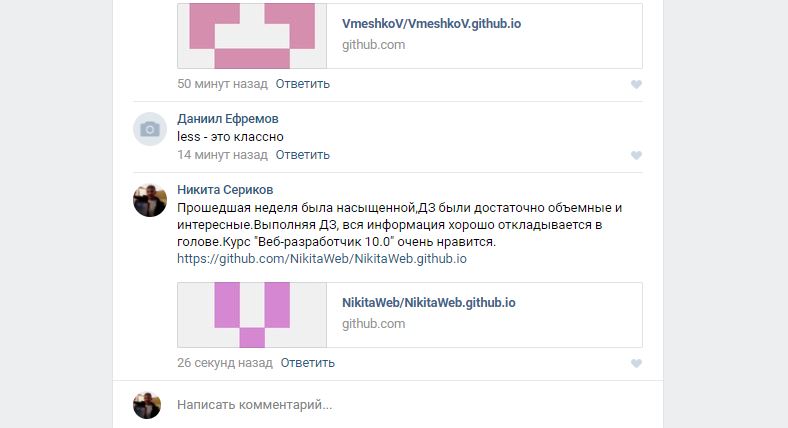 VmeshkoV/VmeshkoV.github.io
github.com
50 минут назад Ответить
Даниил Ефремов
less - это классно
14 минут назад Ответить
Никита Сериков
Прошедшая неделя была насыщенной,ДЗ были достаточно объемные и
интересные.Выполняя ДЗ, вся информация хорошо откладывается в
голове.Курс "Веб-разработчик 10.0" очень нравится.
https://github.com/NikitaWeb/NikitaWeb.github.io
NikitaWeb/NikitaWeb.github.io
github.com
26 секунд назад Ответить
Написать комментарий...